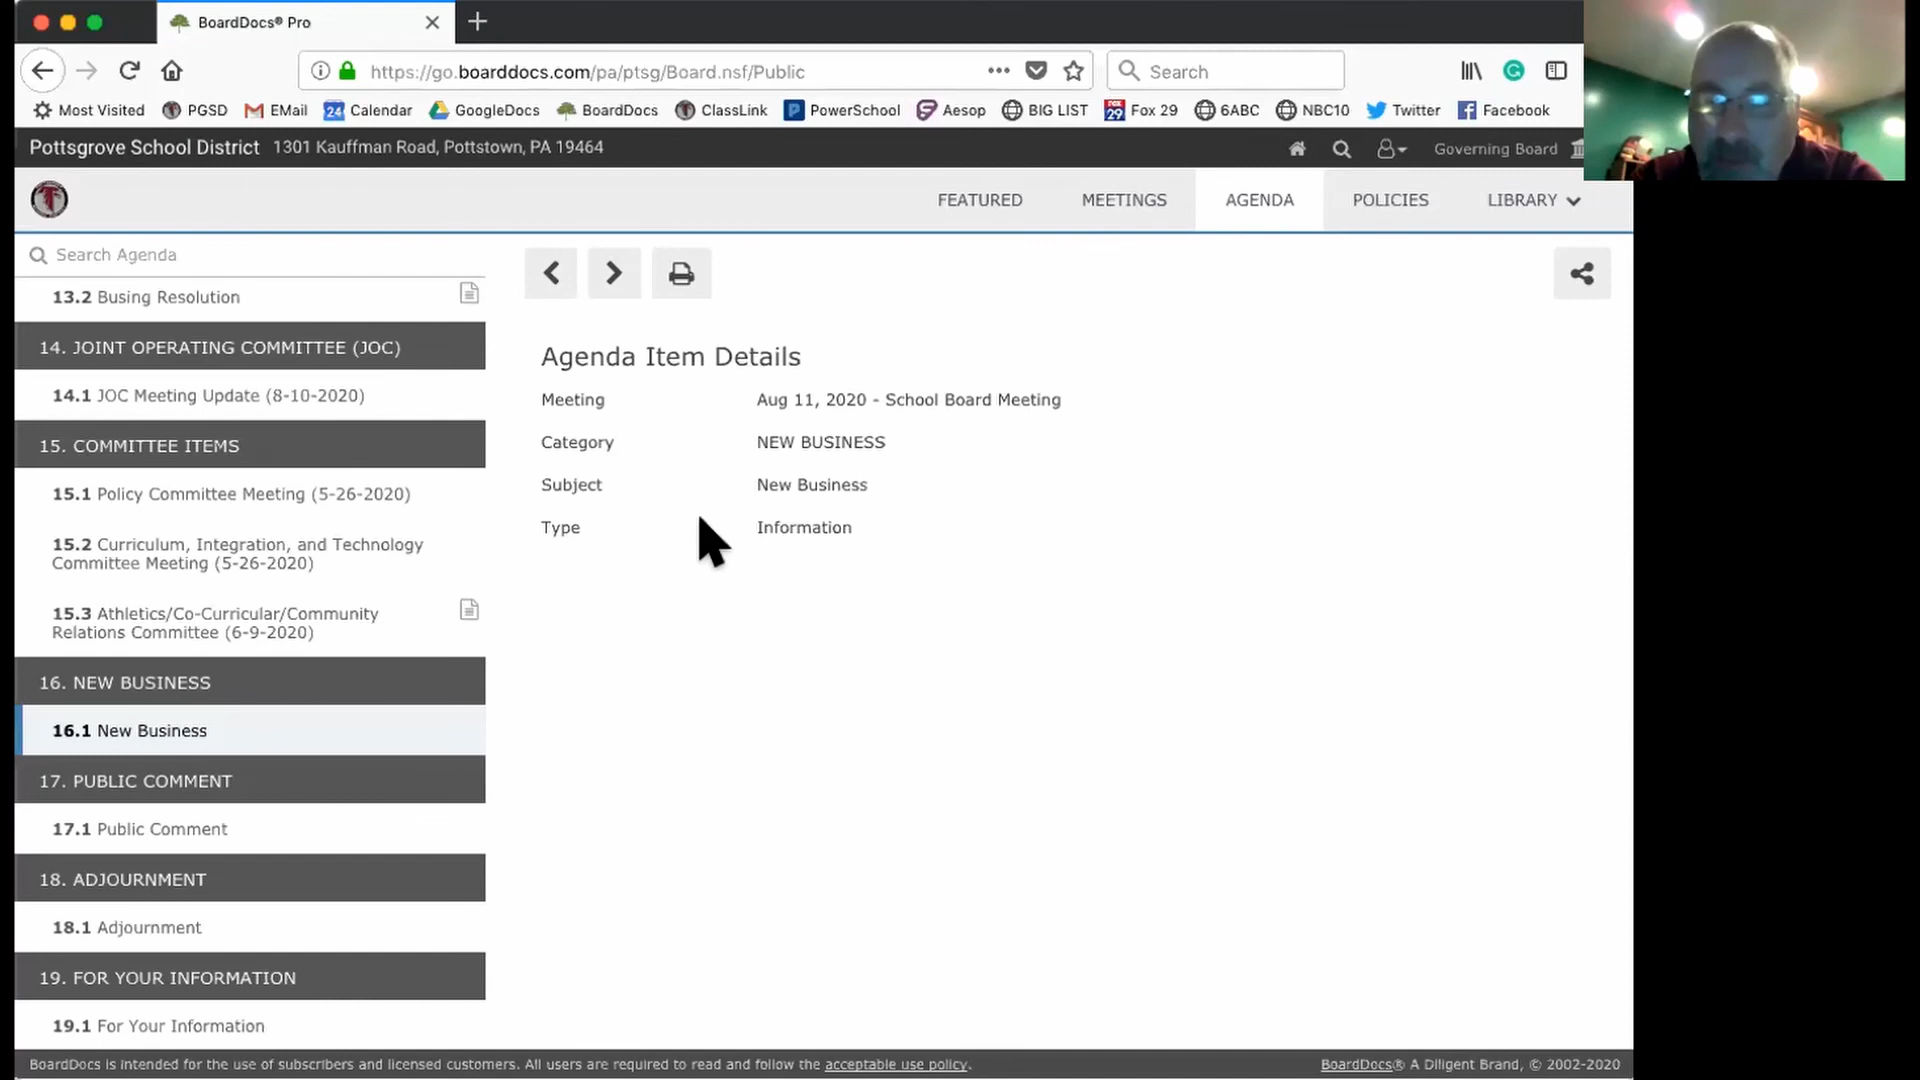 BoardDocs® Pro
https://go.boarddocs.com/pa/ptsg/Board.nsf/Public
Search
Most Visited PGSD EMail 24 Calendar GoogleDocs BoardDocs ClassLink PowerSchool Aesop BIG LIST FOX 29 Fox 29 6ABC NBC10 Twitter Facebook
Pottsgrove School District 1301 Kauffman Road, Pottstown, PA 19464 Governing Board
FEATURED MEETINGS AGENDA POLICIES LIBRARY
Search Agenda
13.2 Busing Resolution
14. JOINT OPERATING COMMITTEE (JOC)
14.1 JOC Meeting Update (8-10-2020)
15. COMMITTEE ITEMS
15.1 Policy Committee Meeting (5-26-2020)
15.2 Curriculum, Integration, and Technology
Committee Meeting (5-26-2020)
15.3 Athletics/Co-Curricular/Community
Relations Committee (6-9-2020)
16. NEW BUSINESS
16.1 New Business
17. PUBLIC COMMENT
17.1 Public Comment
18. ADJOURNMENT
18.1 Adjournment
19. FOR YOUR INFORMATION
19.1 For Your Information
Agenda Item Details
Meeting Aug 11, 2020 - School Board Meeting
Category NEW BUSINESS
Subject New Business
Type Information
BoardDocs is intended for the use of subscribers and licensed customers. All users are required to read and follow the acceptable use policy.
BoardDocs® A Diligent Brand, © 2002-2020